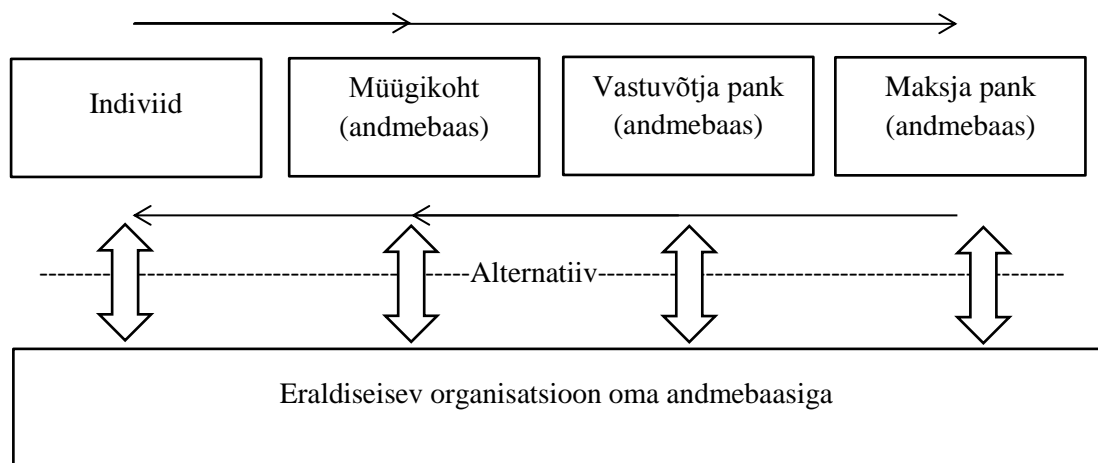 Indiviid
Müügikoht
(andmebaas)
Vastuvõtja pank
(andmebaas)
Maksja pank
(andmebaas)
Alternatiiv
Eraldiseisev organisatsioon oma andmebaasiga